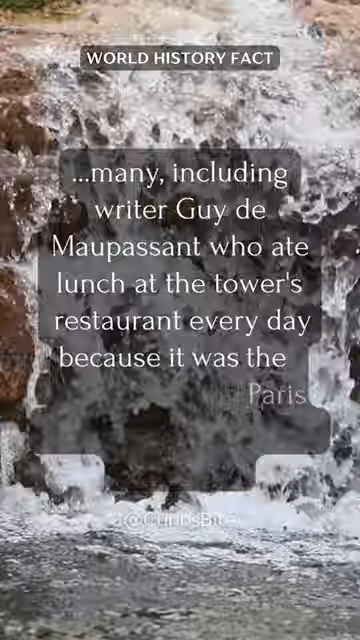 WORLD HISTORY FACT
...many, including
writer Guy de
Maupassant who ate
lunch at the tower's
restaurant every day
because it was the
Paris